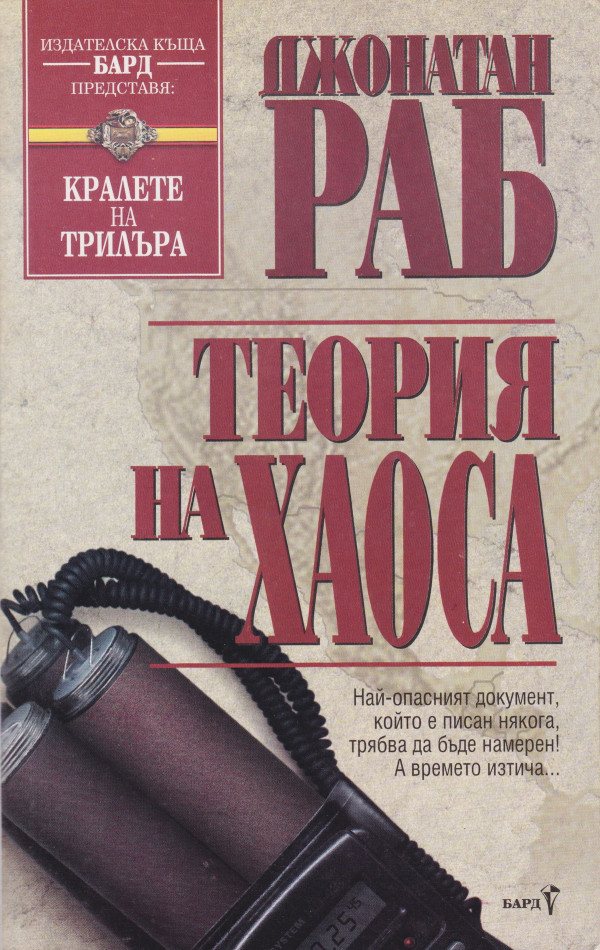 ИЗДАТЕЛСКА КЪЩА
БАРД
ПРЕДСТАВЯ:
КРАЛЕТЕ
НА
ТРИЛЪРА
ДЖОНАТАН
РАБ
ТЕОРИЯ
НА ХАОСА
Най-опасният документ,
който е писан някога,
трябва да бъде намерен!
А времето изтича...
БАРД